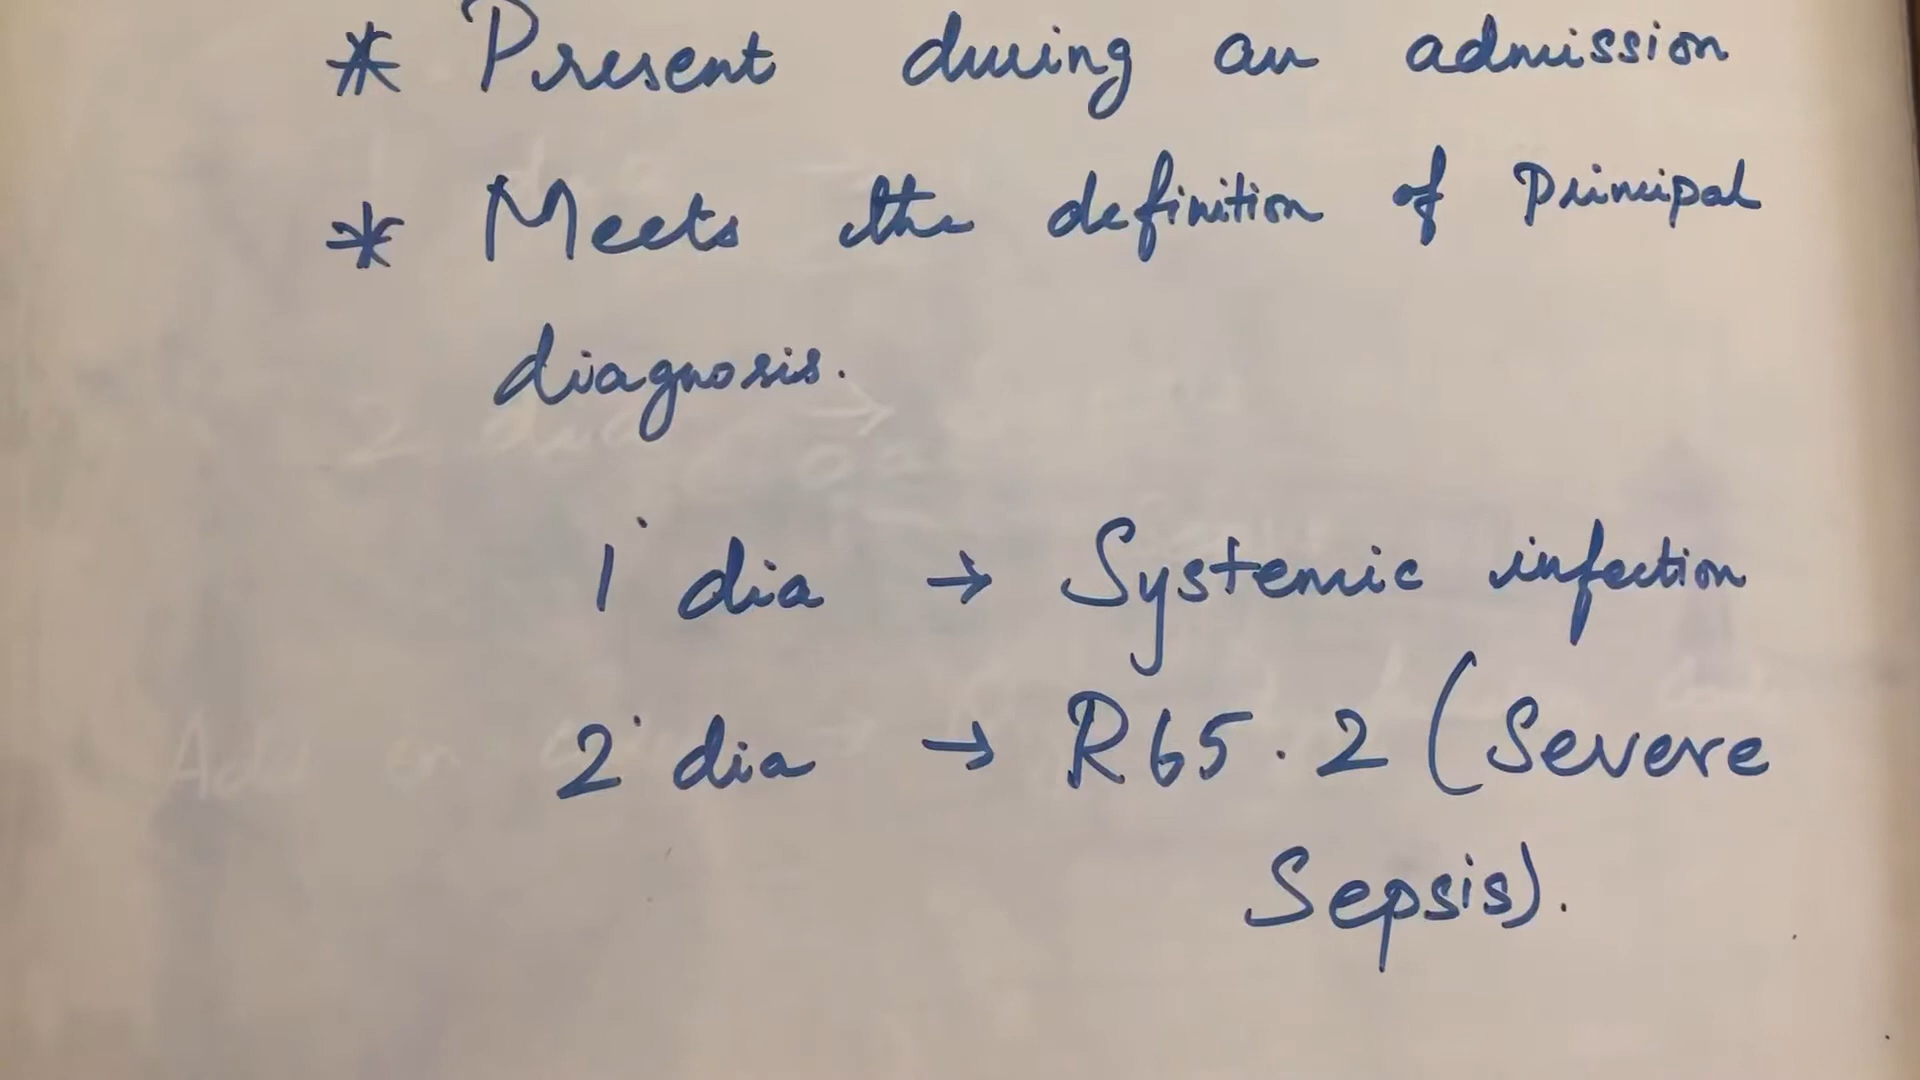 * Present during an admission
* Meets the definition of Principal
diagnosis.
1° dia → Systemic infection
2° dia → R65.2 (Severe
Sepsis).